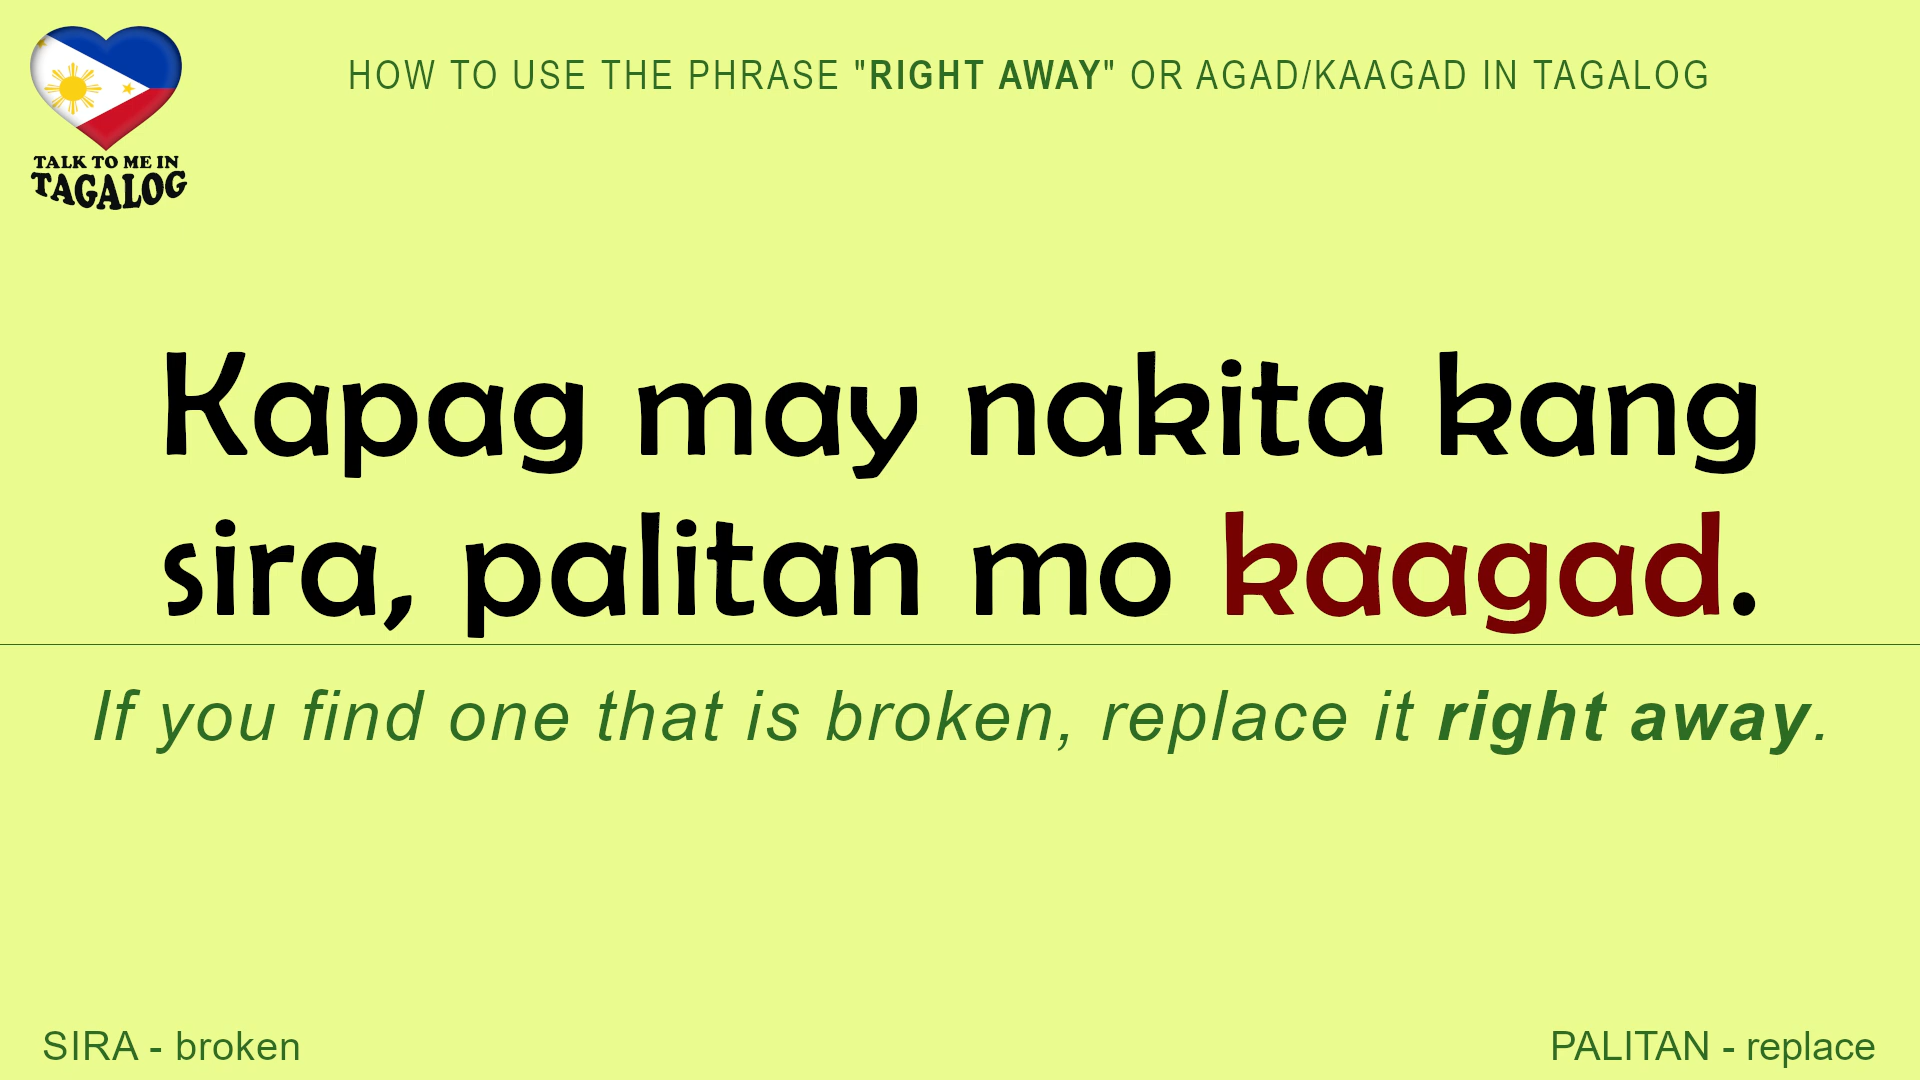 TALK TO ME IN
TAGALOG
HOW TO USE THE PHRASE "RIGHT AWAY" OR AGAD/KAAGAD IN TAGALOG
Kapag may nakita kang
sira, palitan mo kaagad.
If you find one that is broken, replace it right away.
SIRA - broken
PALITAN - replace